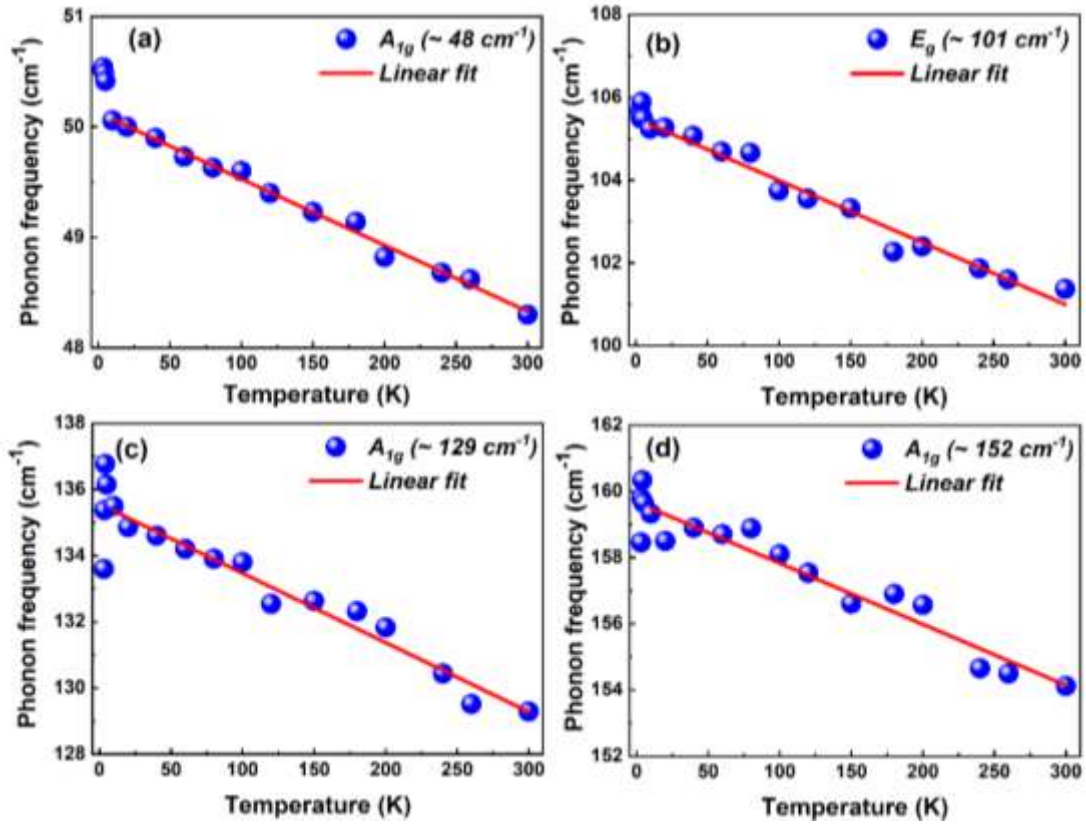 (a)
A1g (~ 48 cm-1)
Linear fit
Phonon frequency (cm-1)
51
50
49
48
0 50 100 150 200 250 300
Temperature (K)
(b)
Eg (~ 101 cm-1)
Linear fit
Phonon frequency (cm-1)
108
106
104
102
100
0 50 100 150 200 250 300
Temperature (K)
(c)
A1g (~ 129 cm-1)
Linear fit
Phonon frequency (cm-1)
138
136
134
132
130
128
0 50 100 150 200 250 300
Temperature (K)
(d)
A1g (~ 152 cm-1)
Linear fit
Phonon frequency (cm-1)
162
160
158
156
154
152
0 50 100 150 200 250 300
Temperature (K)